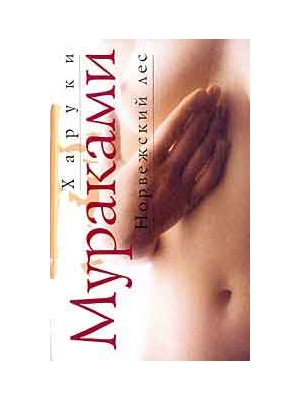 Харуки
Мураками
Норвежский лес